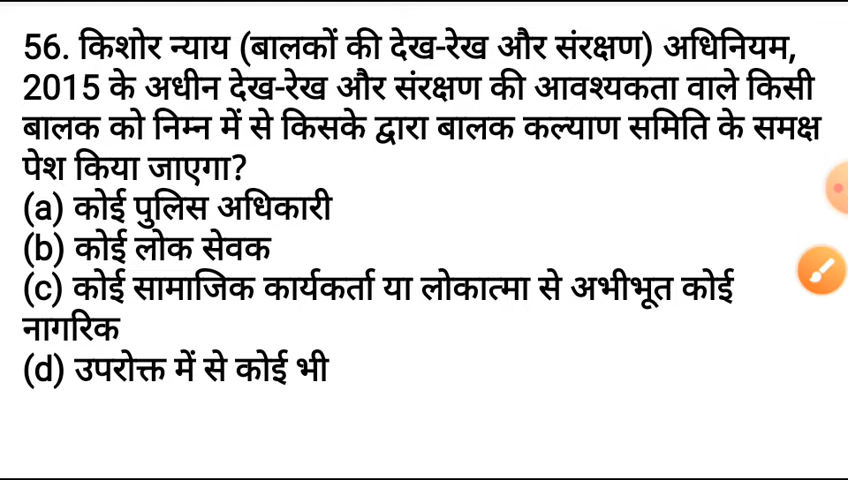 56. किशोर न्याय (बालकों की देख-रेख और संरक्षण) अधिनियम,
2015 के अधीन देख-रेख और संरक्षण की आवश्यकता वाले किसी
बालक को निम्न में से किसके द्वारा बालक कल्याण समिति के समक्ष
पेश किया जाएगा?
(a) कोई पुलिस अधिकारी
(b) कोई लोक सेवक
(c) कोई सामाजिक कार्यकर्ता या लोकात्मा से अभीभूत कोई
नागरिक
(d) उपरोक्त में से कोई भी